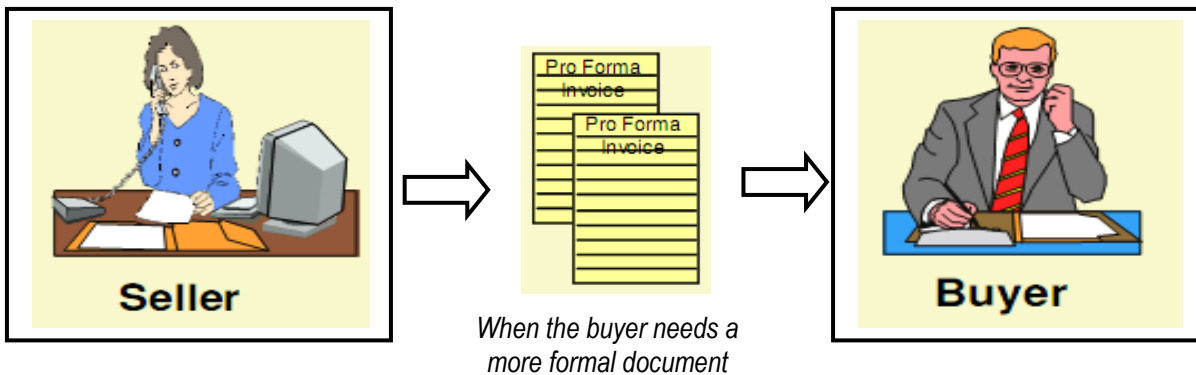 Pro Forma
Invoice
Pro Forma
Invoice
Seller
Buyer
When the buyer needs a
more formal document